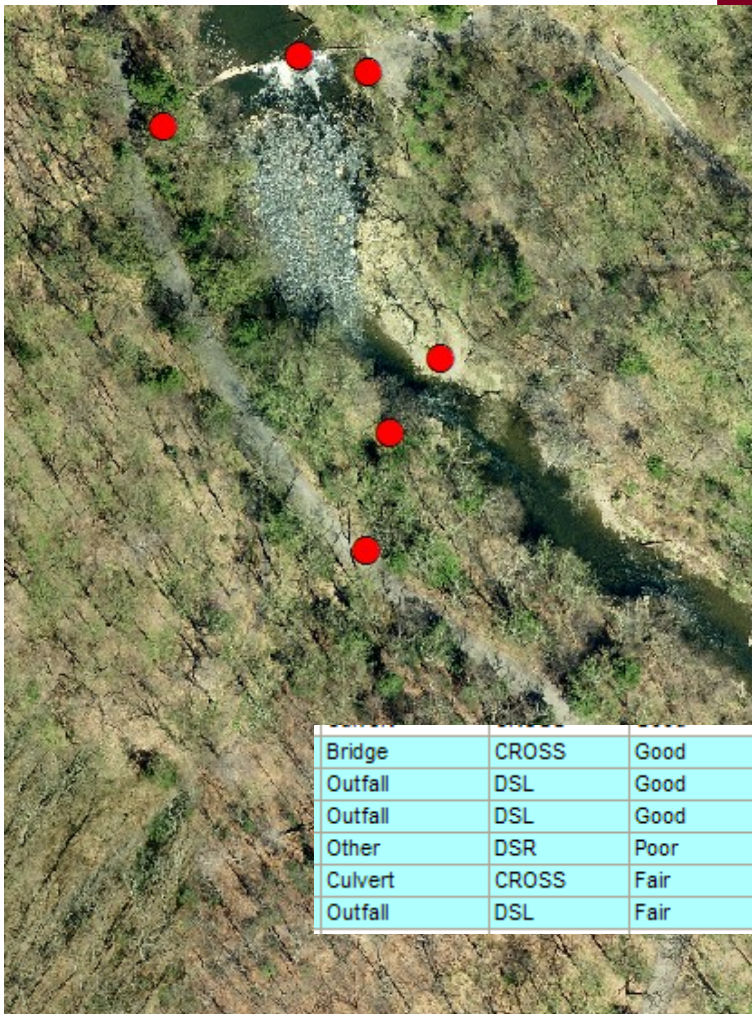 Bridge CROSS Good
Outfall DSL Good
Outfall DSL Good
Other DSR Poor
Culvert CROSS Fair
Outfall DSL Fair